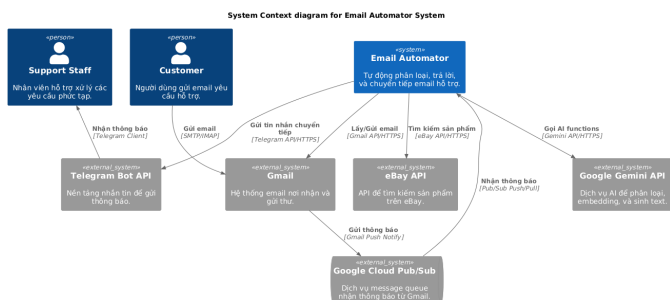 System Context diagram for Email Automator System
«person»
Support Staff
Nhân viên hỗ trợ xử lý các
yêu cầu phức tạp.
«person»
Customer
Người dùng gửi email yêu
cầu hỗ trợ.
«system»
Email Automator
Tự động phân loại, trả lời,
và chuyển tiếp email hỗ trợ.
Nhận thông báo
[Telegram Client]
Gửi email
[SMTP/IMAP]
Gửi tin nhắn chuyển
tiếp
[Telegram API/HTTPS]
Lấy/Gửi email
[Gmail API/HTTPS]
Tìm kiếm sản phẩm
[eBay API/HTTPS]
Gọi AI functions
[Gemini API/HTTPS]
«external_system»
Telegram Bot API
Nền tảng nhắn tin để gửi
thông báo.
«external_system»
Gmail
Hệ thống email nơi nhận và
gửi thư.
«external_system»
eBay API
API để tìm kiếm sản phẩm
trên eBay.
Nhận thông báo
[Pub/Sub Push/Pull]
«external_system»
Google Gemini API
Dịch vụ AI để phân loại,
embedding, và sinh text.
Gửi thông báo
[Gmail Push Notify]
«external_system»
Google Cloud Pub/Sub
Dịch vụ message queue
nhận thông báo từ Gmail.